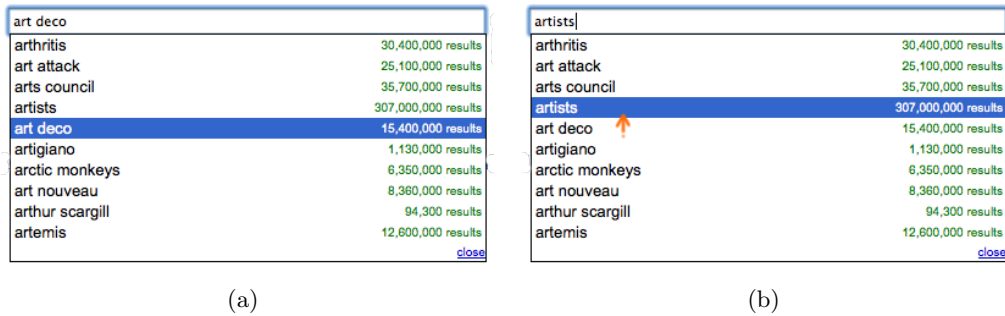 art deco
arthritis 30,400,000 results
art attack 25,100,000 results
arts council 35,700,000 results
artists 307,000,000 results
art deco 15,400,000 results
artigiano 1,130,000 results
arctic monkeys 6,350,000 results
art nouveau 8,360,000 results
arthur scargill 94,300 results
artemis 12,600,000 results
close
(a)
artists
arthritis 30,400,000 results
art attack 25,100,000 results
arts council 35,700,000 results
artists 307,000,000 results
art deco 15,400,000 results
artigiano 1,130,000 results
arctic monkeys 6,350,000 results
art nouveau 8,360,000 results
arthur scargill 94,300 results
artemis 12,600,000 results
close
(b)